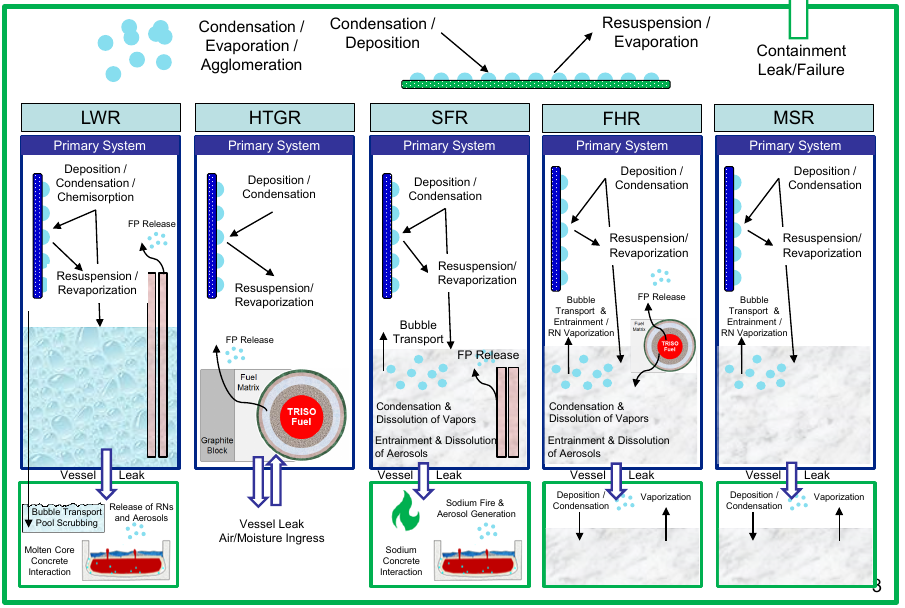 Condensation /
Evaporation /
Agglomeration
Condensation /
Deposition
Resuspension /
Evaporation
Containment
Leak/Failure
LWR
Primary System
Deposition /
Condensation /
Chemisorption
FP Release
Resuspension/
Revaporization
Vessel Leak
Bubble Transport
Pool Scrubbing
Release of RNs
and Aerosols
Molten Core
Concrete
Interaction
HTGR
Primary System
Deposition /
Condensation
Resuspension/
Revaporization
FP Release
Fuel
Matrix
TRISO
Fuel
Graphite
Block
Vessel Leak
Air/Moisture Ingress
SFR
Primary System
Deposition /
Condensation
Resuspension/
Revaporization
Bubble
Transport
FP Release
Condensation &
Dissolution of Vapors
Entrainment & Dissolution
of Aerosols
Vessel Leak
Sodium Fire &
Aerosol Generation
Sodium
Concrete
Interaction
FHR
Primary System
Deposition /
Condensation
Resuspension/
Revaporization
Bubble
Transport &
Entrainment /
RN Vaporization
FP Release
Fuel
Matrix
TRISO
Fuel
Condensation &
Dissolution of Vapors
Entrainment & Dissolution
of Aerosols
Vessel Leak
Deposition /
Condensation
Vaporization
MSR
Primary System
Deposition /
Condensation
Resuspension/
Revaporization
Bubble
Transport &
Entrainment/
RN Vaporization
Vessel Leak
Deposition /
Condensation
Vaporization